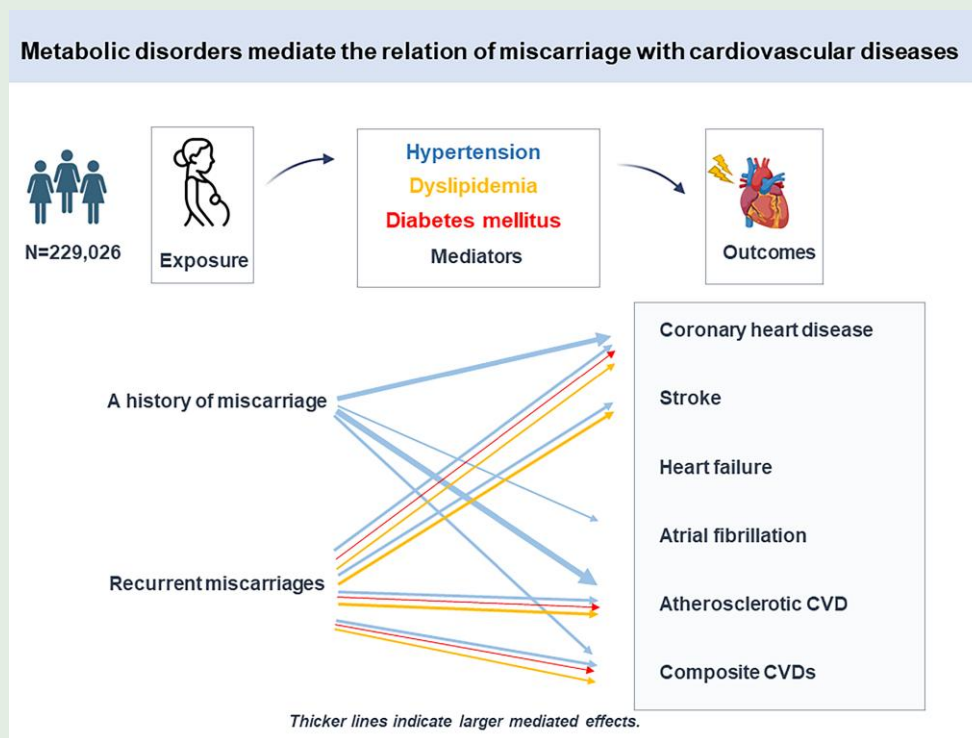 Metabolic disorders mediate the relation of miscarriage with cardiovascular diseases
N=229,026
Exposure
Hypertension
Dyslipidemia
Diabetes mellitus
Mediators
Outcomes
A history of miscarriage
Recurrent miscarriages
Coronary heart disease
Stroke
Heart failure
Atrial fibrillation
Atherosclerotic CVD
Composite CVDs
Thicker lines indicate larger mediated effects.